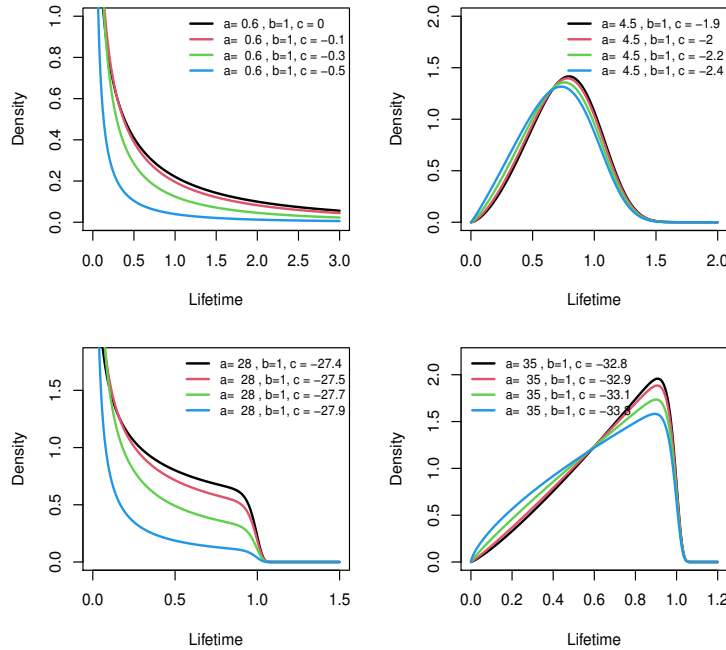 a= 0.6 , b=1, c = 0
a= 0.6 , b=1, c = −0.1
a= 0.6 , b=1, c = −0.3
a= 0.6 , b=1, c = −0.5
0.0 0.2 0.4 0.6 0.8 1.0
Density
0.0 0.5 1.0 1.5 2.0 2.5 3.0
Lifetime
a= 4.5 , b=1, c = −1.9
a= 4.5 , b=1, c = −2
a= 4.5 , b=1, c = −2.2
a= 4.5 , b=1, c = −2.4
0.0 0.5 1.0 1.5 2.0
Density
0.0 0.5 1.0 1.5 2.0
Lifetime
a= 28 , b=1, c = −27.4
a= 28 , b=1, c = −27.5
a= 28 , b=1, c = −27.7
a= 28 , b=1, c = −27.9
0.0 0.5 1.0 1.5
Density
0.0 0.5 1.0 1.5
Lifetime
a= 35 , b=1, c = −32.8
a= 35 , b=1, c = −32.9
a= 35 , b=1, c = −33.1
a= 35 , b=1, c =
0.0 0.5 1.0 1.5 2.0
Density
0.0 0.2 0.4 0.6 0.8 1.0 1.2
Lifetime